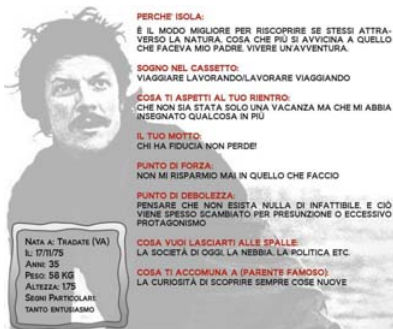 PERCHE' ISOLA:
È IL MODO MIGLIORE PER RISCOPRIRE SE STESSI ATTRA-
VERSO LA NATURA. COSA CHE PIÙ SI AVVICINA A QUELLO
CHE FACEVA MIO PADRE. VIVERE UN'AVVENTURA.
SOGNO NEL CASSETTO:
VIAGGIARE LAVORANDO/LAVORARE VIAGGIANDO
COSA TI ASPETTI AL TUO RIENTRO:
CHE NON SIA STATA SOLO UNA VACANZA MA CHE MI ABBIA
INSEGNATO QUALCOSA IN PIÙ
IL TUO MOTTO:
CHI HA FIDUCIA NON PERDE!
PUNTO DI FORZA:
NON MI RISPARMIO MAI IN QUELLO CHE FACCIO
PUNTO DI DEBOLEZZA:
PENSARE CHE NON ESISTA NULLA DI INFATTIBILE. E CIÒ
VIENE SPESSO SCAMBIATO PER PRESUNZIONE O ECCESSIVO
PROTAGONISMO
COSA VUOI LASCIARTI ALLE SPALLE:
LA SOCIETÀ DI OGGI, LA NEBBIA, LA POLITICA ETC.
COSA TI ACCOMUNA A (PARENTE FAMOSO):
LA CURIOSITÀ DI SCOPRIRE SEMPRE COSE NUOVE
NATA A: TRADATE (VA)
IL: 17/11/75
ANNI: 35
PESO: 58 KG
ALTEZZA: 1.75
SEGNI PARTICOLARI:
TANTO ENTUSIASMO